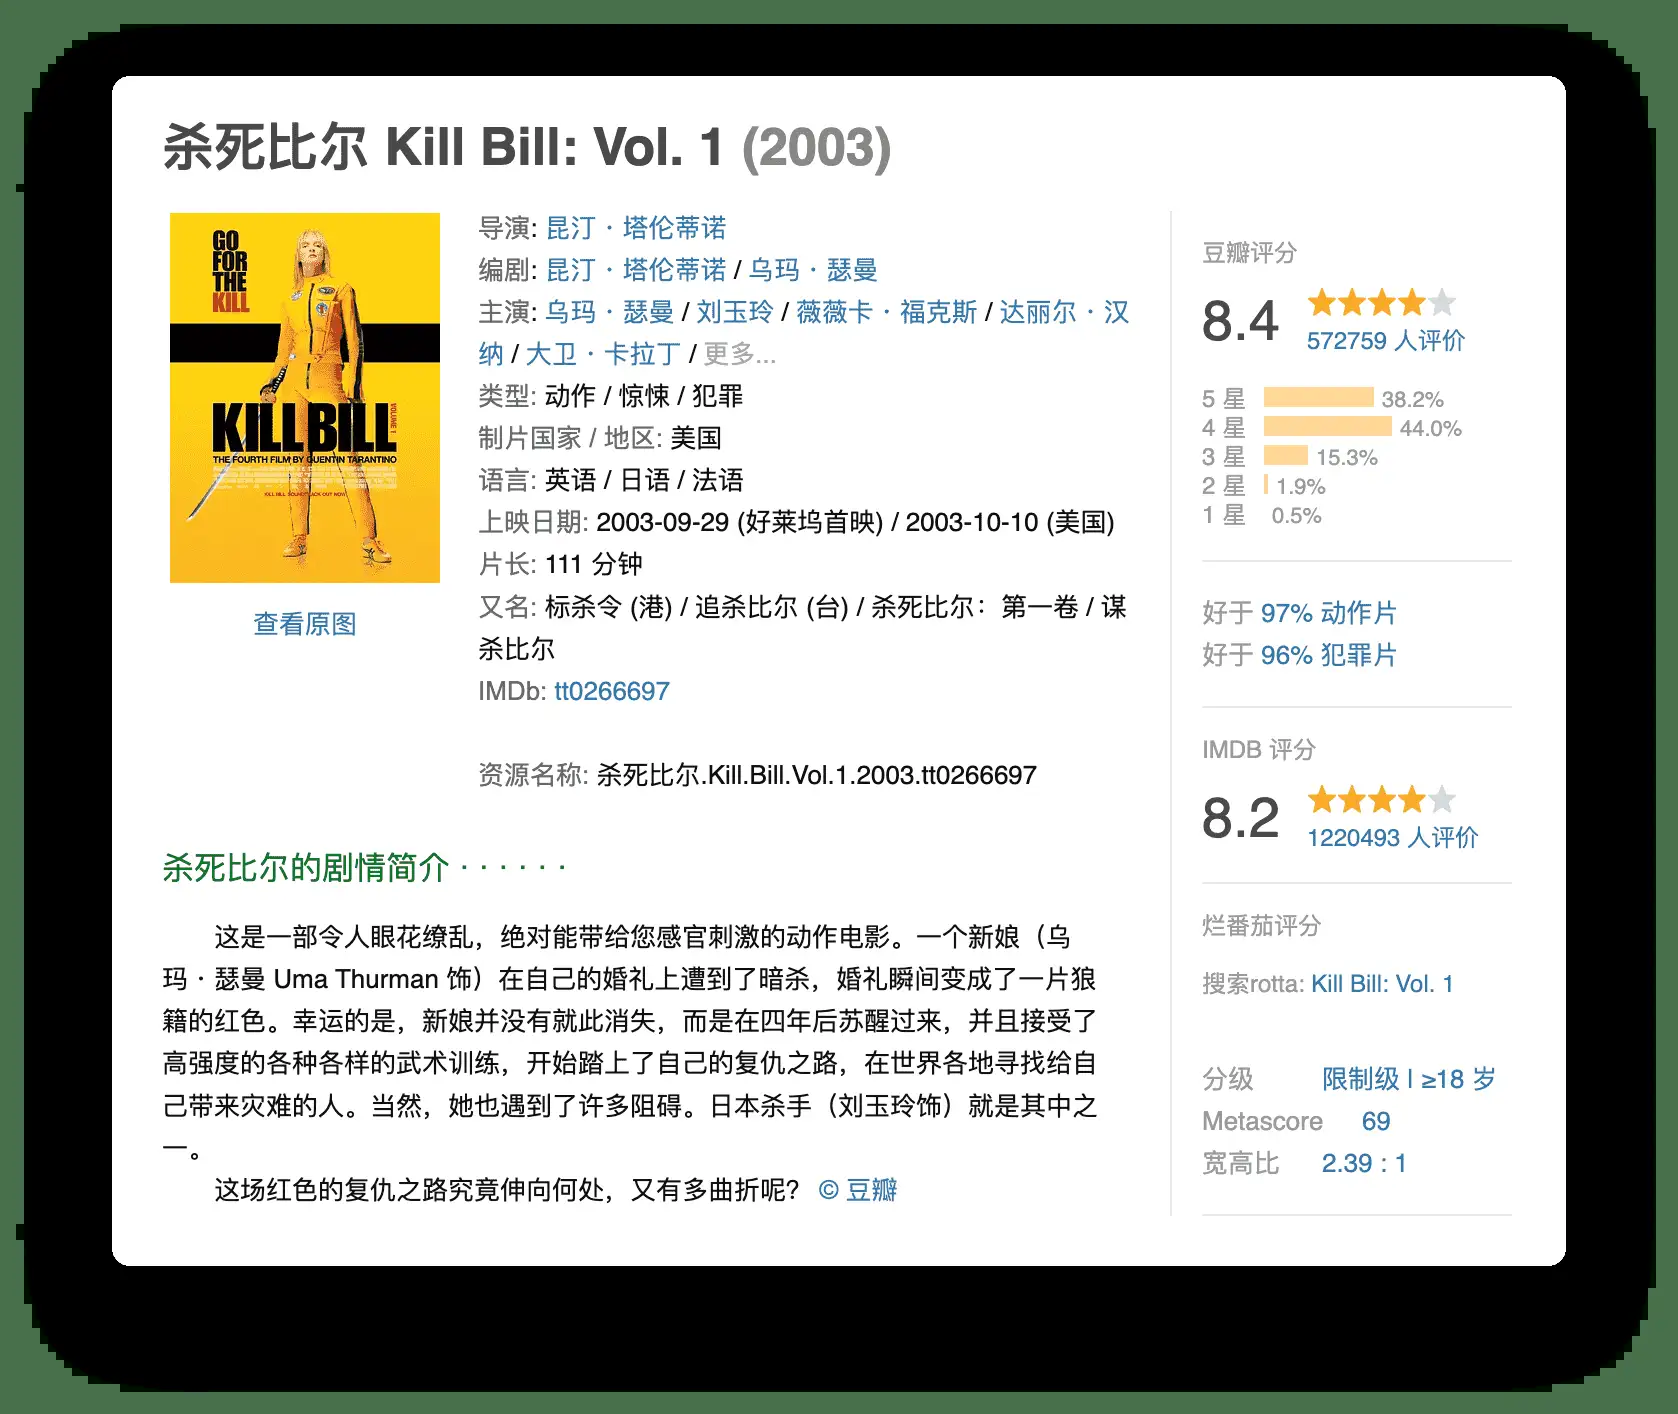 杀死比尔 Kill Bill: Vol. 1 (2003)
GO
FOR
THE
KILL
KILL BILL
VOLUME 1
THE FOURTH FILM BY QUENTIN TARANTINO
查看原图
导演: 昆汀 · 塔伦蒂诺
编剧: 昆汀 · 塔伦蒂诺 / 乌玛 · 瑟曼
主演: 乌玛 · 瑟曼 / 刘玉玲 / 薇薇卡 · 福克斯 / 达丽尔 · 汉
纳 / 大卫 · 卡拉丁 / 更多...
类型: 动作 / 惊悚 / 犯罪
制片国家 / 地区: 美国
语言: 英语 / 日语 / 法语
上映日期: 2003-09-29 (好莱坞首映) / 2003-10-10 (美国)
片长: 111 分钟
又名: 标杀令 (港) / 追杀比尔 (台) / 杀死比尔：第一卷 / 谋
杀比尔
IMDb: tt0266697
资源名称: 杀死比尔.Kill.Bill.Vol.1.2003.tt0266697
豆瓣评分
8.4
572759 人评价
5 星 38.2%
4 星 44.0%
3 星 15.3%
2 星 1.9%
1 星 0.5%
好于 97% 动作片
好于 96% 犯罪片
IMDB 评分
8.2
1220493 人评价
烂番茄评分
搜索rotta: Kill Bill: Vol. 1
分级 限制级 | ≥18 岁
Metascore 69
宽高比 2.39 : 1
杀死比尔的剧情简介 · · · · · ·
这是一部令人眼花缭乱，绝对能带给您感官刺激的动作电影。一个新娘（乌
玛 · 瑟曼 Uma Thurman 饰）在自己的婚礼上遭到了暗杀，婚礼瞬间变成了一片狼
籍的红色。幸运的是，新娘并没有就此消失，而是在四年后苏醒过来，并且接受了
高强度的各种各样的武术训练，开始踏上了自己的复仇之路，在世界各地寻找给自
己带来灾难的人。当然，她也遇到了许多阻碍。日本杀手（刘玉玲饰）就是其中之
一。
这场红色的复仇之路究竟伸向何处，又有多曲折呢？ © 豆瓣